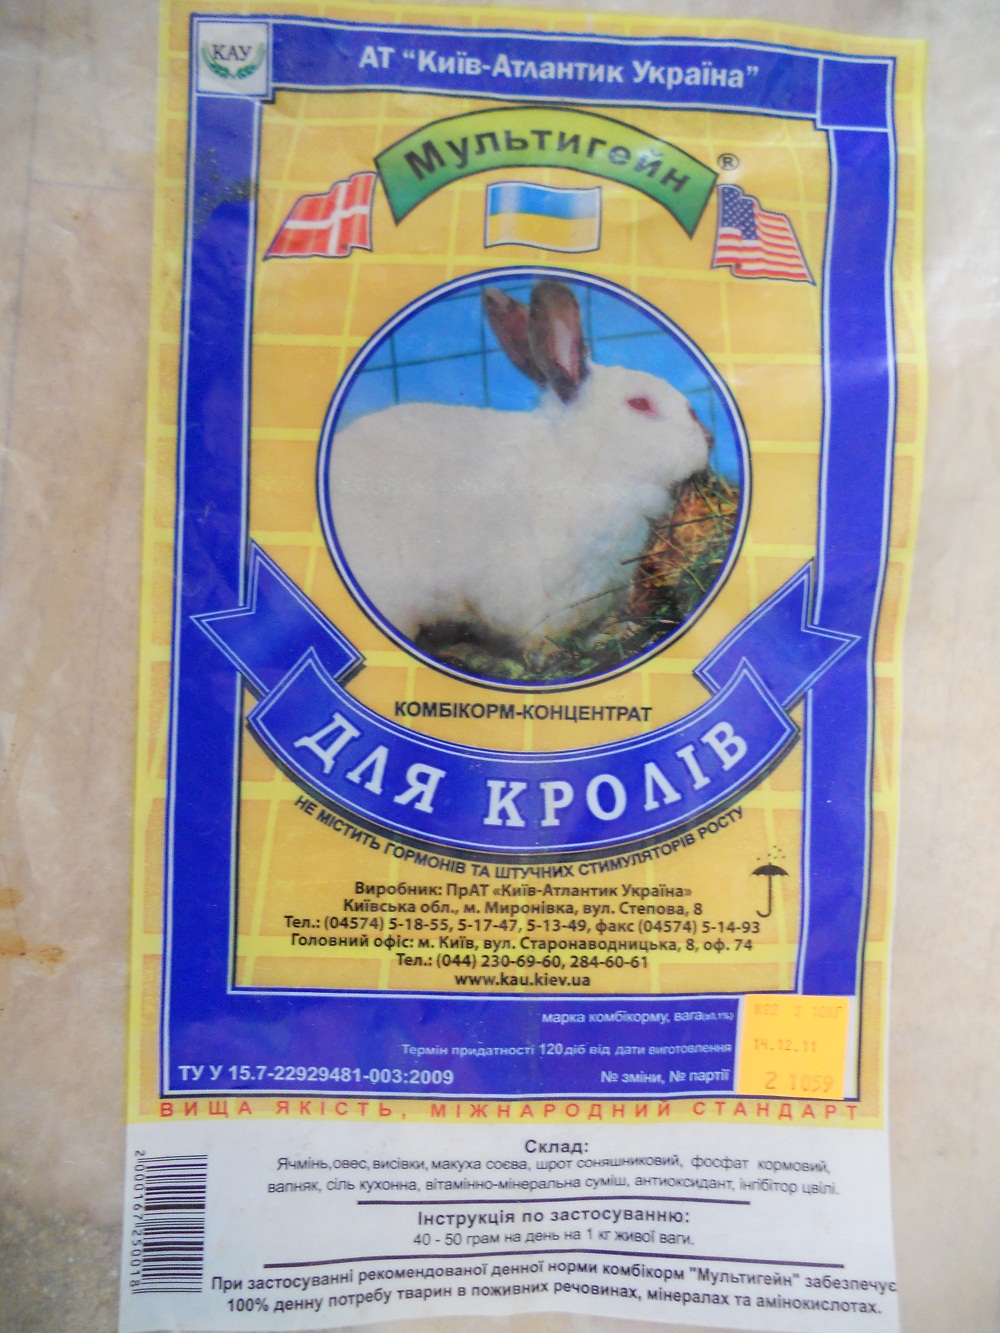 КАУ
АТ “Київ-Атлантик Україна”
Мультигейн ®
КОМБІКОРМ-КОНЦЕНТРАТ
ДЛЯ КРОЛІВ
НЕ МІСТИТЬ ГОРМОНІВ ТА ШТУЧНИХ СТИМУЛЯТОРІВ РОСТУ
Виробник: ПрАТ «Київ-Атлантик Україна»
Київська обл., м. Миронівка, вул. Степова, 8
Тел.: (04574) 5-18-55, 5-17-47, 5-13-49, факс (04574) 5-14-93
Головний офіс: м. Київ, вул. Старонаводницька, 8, оф. 74
Тел.: (044) 230-69-60, 284-60-61
www.kau.kiev.ua
марка комбікорму, вага(±0,1%)
Термін придатності 120 діб від дати виготовлення
ТУ У 15.7-22929481-003:2009
№ зміни, № партії
2 10КГ
14.12.11
2 1059
ВИЩА ЯКІСТЬ, МІЖНАРОДНИЙ СТАНДАРТ
Склад:
Ячмінь,овес,висівки,макуха соєва, шрот соняшниковий, фосфат кормовий,
вапняк, сіль кухонна, вітамінно-мінеральна суміш, антиоксидант, інгібітор цвілі.
Інструкція по застосуванню:
40 - 50 грам на день на 1 кг живої ваги.
При застосуванні рекомендованої денної норми комбікорм "Мультигейн" забезпечує
100% денну потребу тварин в поживних речовинах, мінералах та амінокислотах.
2000167250018